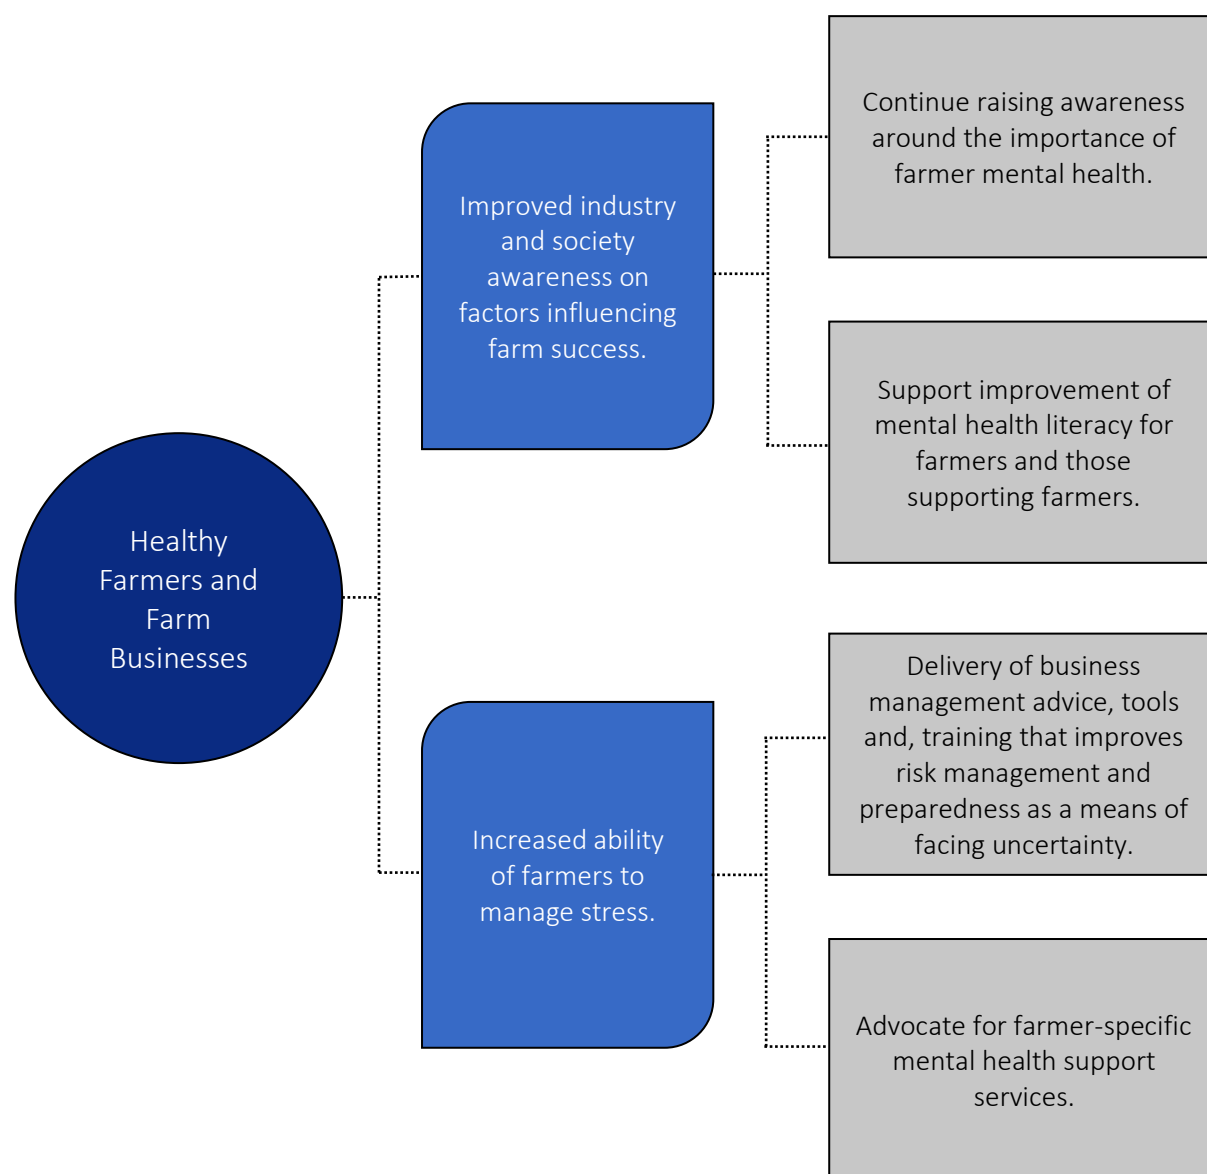 Healthy
Farmers and
Farm
Businesses
Improved industry
and society
awareness on
factors influencing
farm success.
Continue raising awareness
around the importance of
farmer mental health.
Support improvement of
mental health literacy for
farmers and those
supporting farmers.
Increased ability
of farmers to
manage stress.
Delivery of business
management advice, tools
and, training that improves
risk management and
preparedness as a means of
facing uncertainty.
Advocate for farmer-specific
mental health support
services.